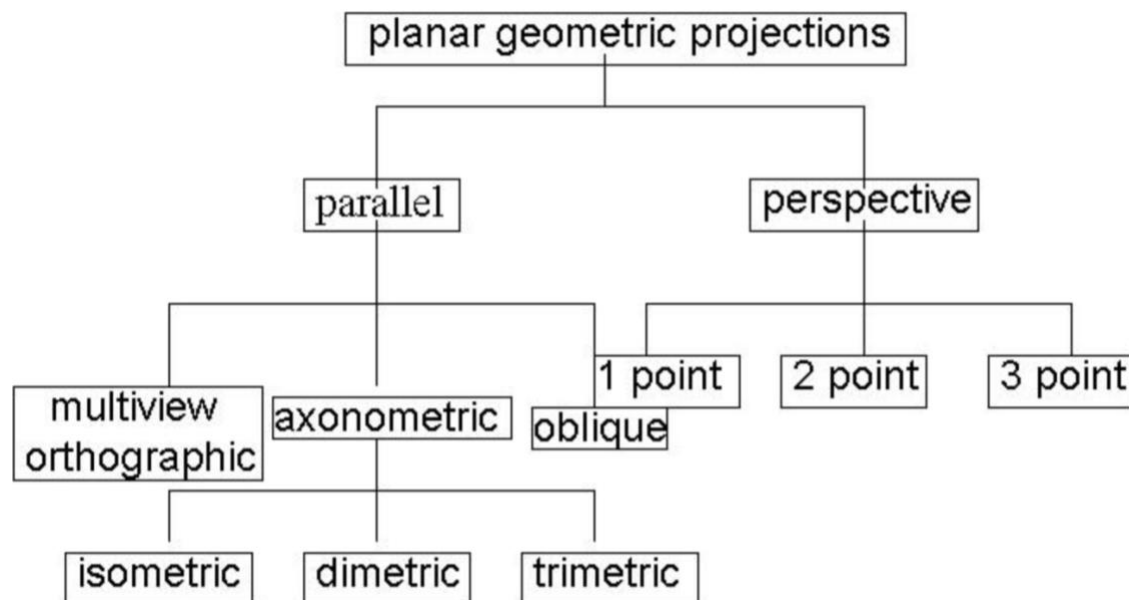 planar geometric projections
parallel
perspective
1 point
2 point
3 point
multiview
orthographic
axonometric
oblique
isometric
dimetric
trimetric